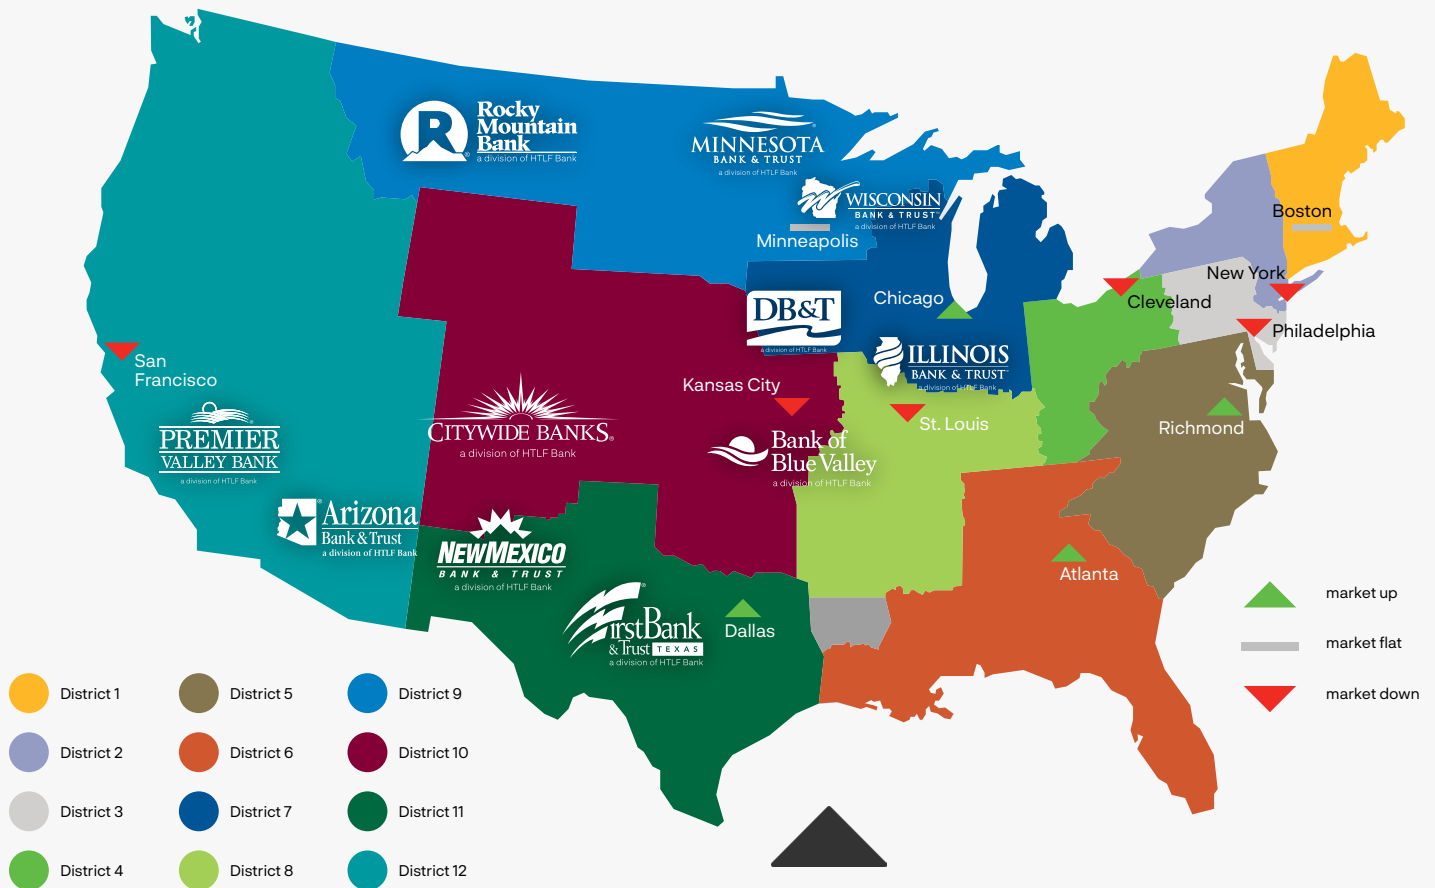 Rocky
Mountain
Bank
®
a division of HTLF Bank
MINNESOTA
BANK & TRUST
a division of HTLF Bank
WISCONSIN
BANK & TRUST
a division of HTLF Bank
Minneapolis
Boston
New York
Cleveland
Philadelphia
Chicago
DB&T
a division of HTLF Bank
ILLINOIS
BANK & TRUST
a division of HTLF Bank
San
Francisco
Kansas City
St. Louis
Richmond
PREMIER
VALLEY BANK
a division of HTLF Bank
CITYWIDE BANKS®
a division of HTLF Bank
Bank of
Blue Valley
a division of HTLF Bank
Arizona
Bank & Trust
a division of HTLF Bank
NEW MEXICO
BANK & TRUST
a division of HTLF Bank
FirstBank
& Trust TEXAS
a division of HTLF Bank
Dallas
Atlanta
market up
market flat
market down
District 1
District 2
District 3
District 4
District 5
District 6
District 7
District 8
District 9
District 10
District 11
District 12